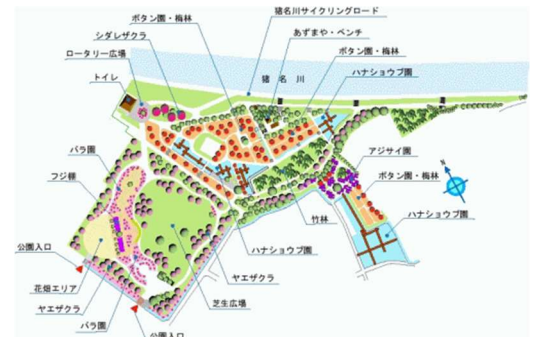 ボタン園・梅林
猪名川サイクリングロード
シダレザクラ
あずまや・ベンチ
ロータリー広場
ボタン園・梅林
トイレ
猪名川
ハナショウブ園
バラ園
アジサイ園
フジ棚
ボタン園・梅林
N
竹林
ハナショウブ園
公園入口
ハナショウブ園
花畑エリア
ヤエザクラ
ヤエザクラ
芝生広場
バラ園
公園入口